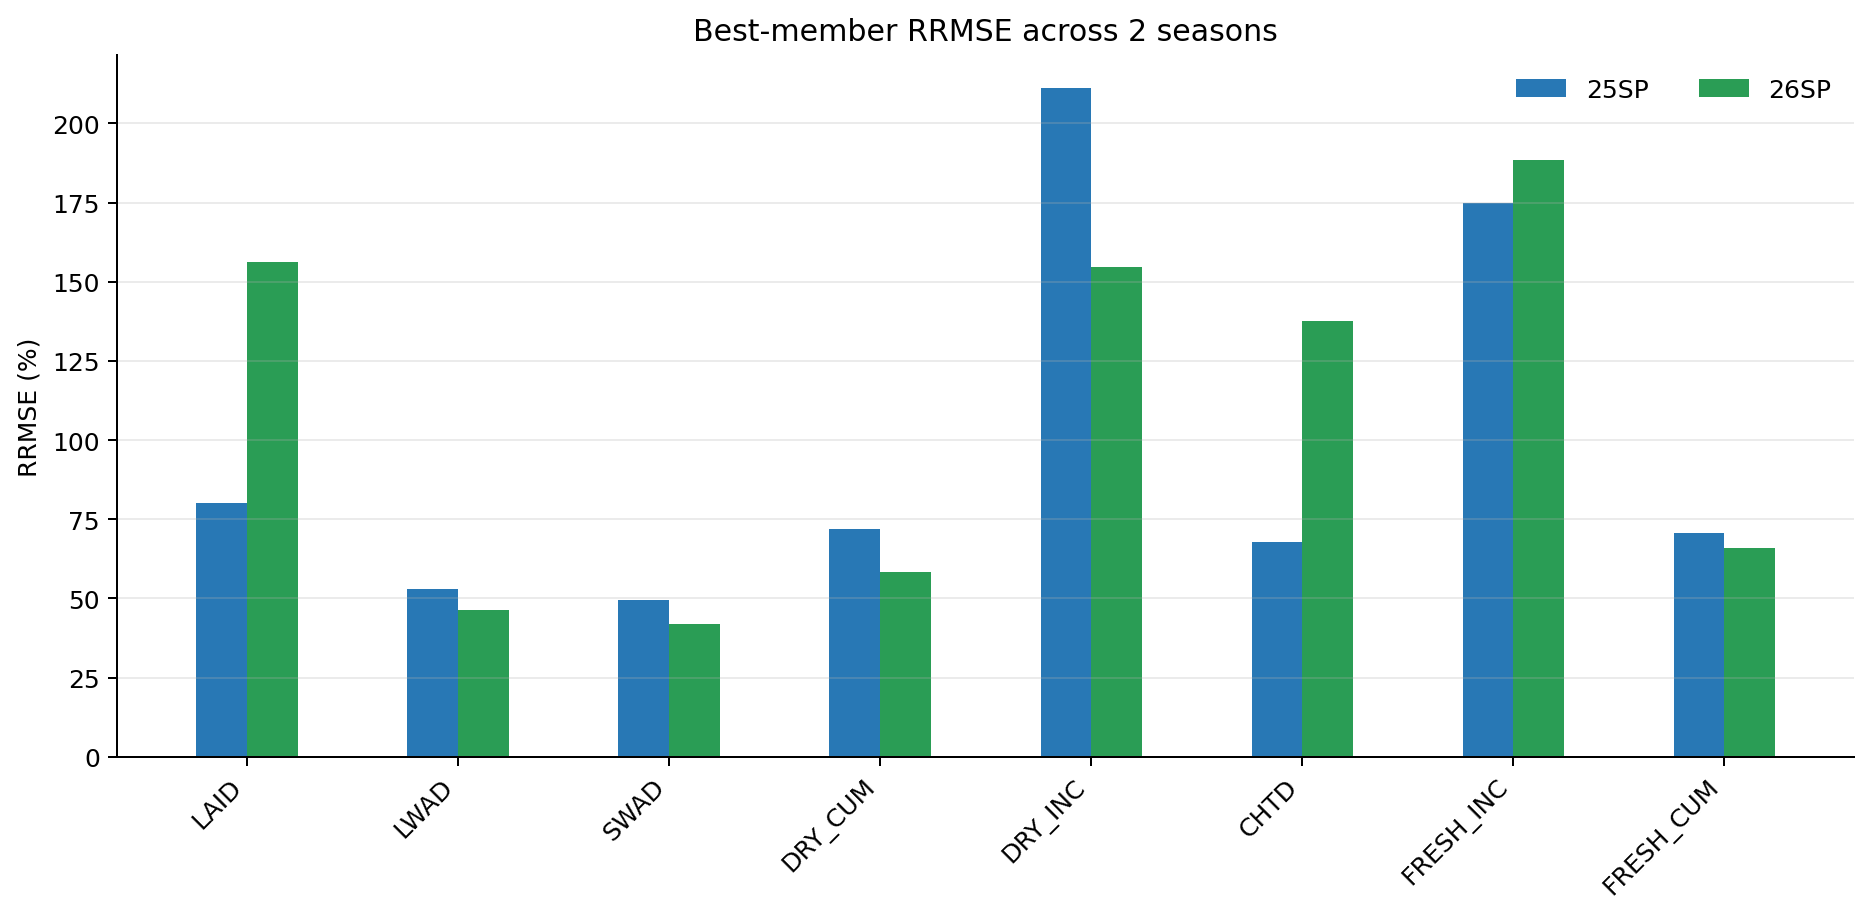 Best-member RRMSE across 2 seasons
25SP 26SP
RRMSE (%)
200
175
150
125
100
75
50
25
0
LAID LWAD SWAD DRY_CUM DRY_INC CHTD FRESH_INC FRESH_CUM